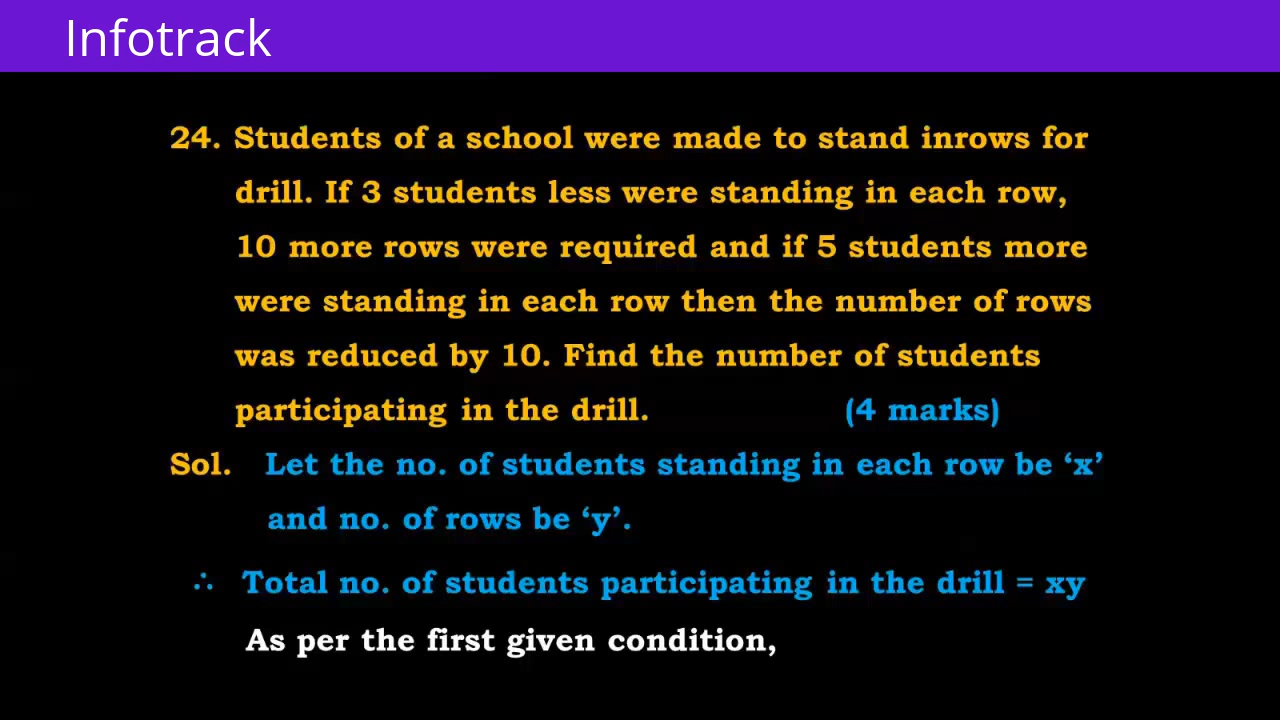 Infotrack
24. Students of a school were made to stand inrows for
drill. If 3 students less were standing in each row,
10 more rows were required and if 5 students more
were standing in each row then the number of rows
was reduced by 10. Find the number of students
participating in the drill. (4 marks)
Sol. Let the no. of students standing in each row be ‘x’
and no. of rows be ‘y’.
∴ Total no. of students participating in the drill = xy
As per the first given condition,